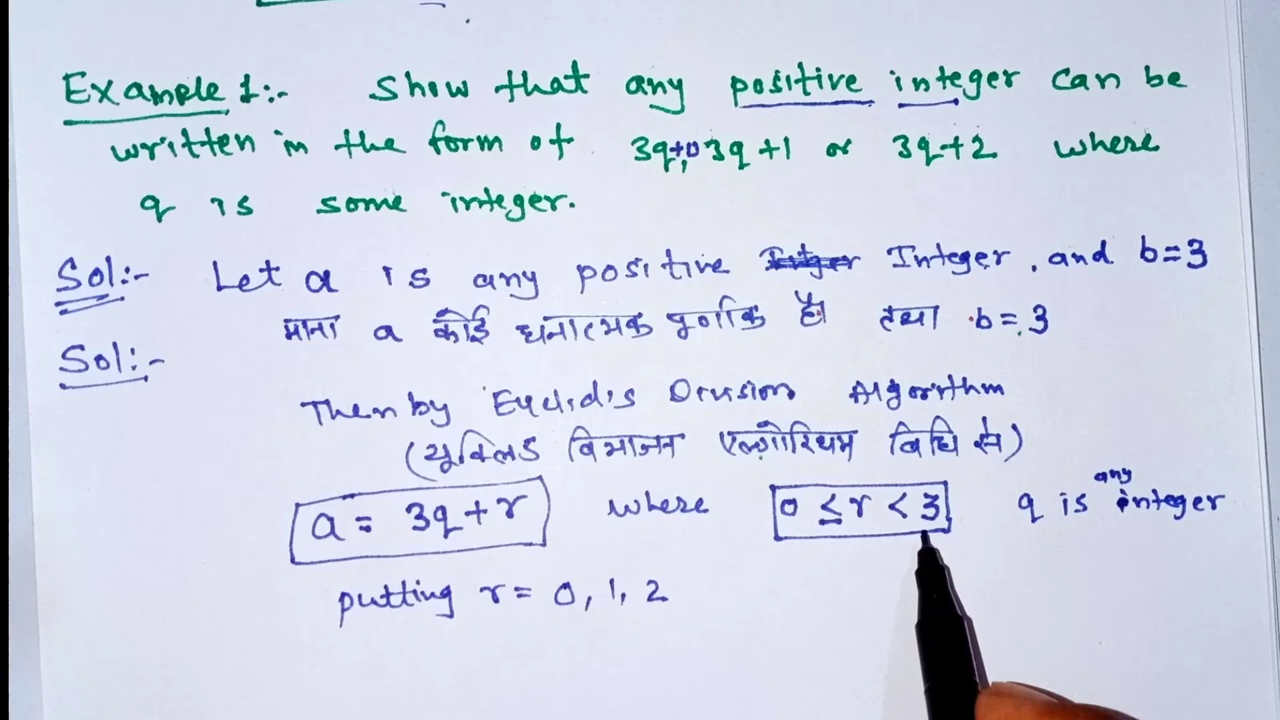 Example 1:- Show that any positive integer can be
written in the form of 3q+0, 3q+1 or 3q+2 where
q is some integer.
Sol:- Let a is any positive Integer, and b=3
माना a कोई धनात्मक पूर्णांक है। तथा b=3
Sol:-
Then by Euclid's Division Algorithm
(यूक्लिड विभाजन एल्गोरिथम विधि से)
a = 3q+r where 0 ≤ r < 3 q is any integer
putting r = 0, 1, 2